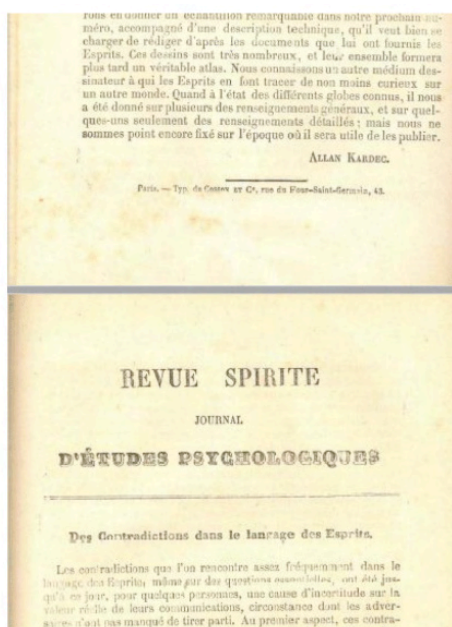 rons en donner un échantillon remarquable dans notre prochain nu-
méro, accompagné d'une description technique, qu'il veut bien se
charger de rédiger d'après les documents que lui ont fournis les
Esprits. Ces dessins sont très nombreux, et leur ensemble formera
plus tard un véritable atlas. Nous connaissons un autre médium des-
sinateur à qui les Esprits en font tracer de non moins curieux sur
un autre monde. Quand à l'état des différents globes connus, il nous
a été donné sur plusieurs des renseignements généraux, et sur quel-
ques-uns seulement des renseignements détaillés; mais nous ne
sommes point encore fixé sur l'époque où il sera utile de les publier.
ALLAN KARDEC.
Paris. — Typ. de COSSON ET Cᵉ, rue du Four-Saint-Germain, 43.
REVUE SPIRITE
JOURNAL
D'ÉTUDES PSYCHOLOGIQUES
Des Contradictions dans le langage des Esprits.
Les contradictions que l'on rencontre assez fréquemment dans le
langage des Esprits, même sur des questions essentielles, ont été jus-
qu'à ce jour, pour quelques personnes, une cause d'incertitude sur la
valeur réelle de leurs communications, circonstance dont les adver-
saires n'ont pas manqué de tirer parti. Au premier aspect, ces contra-